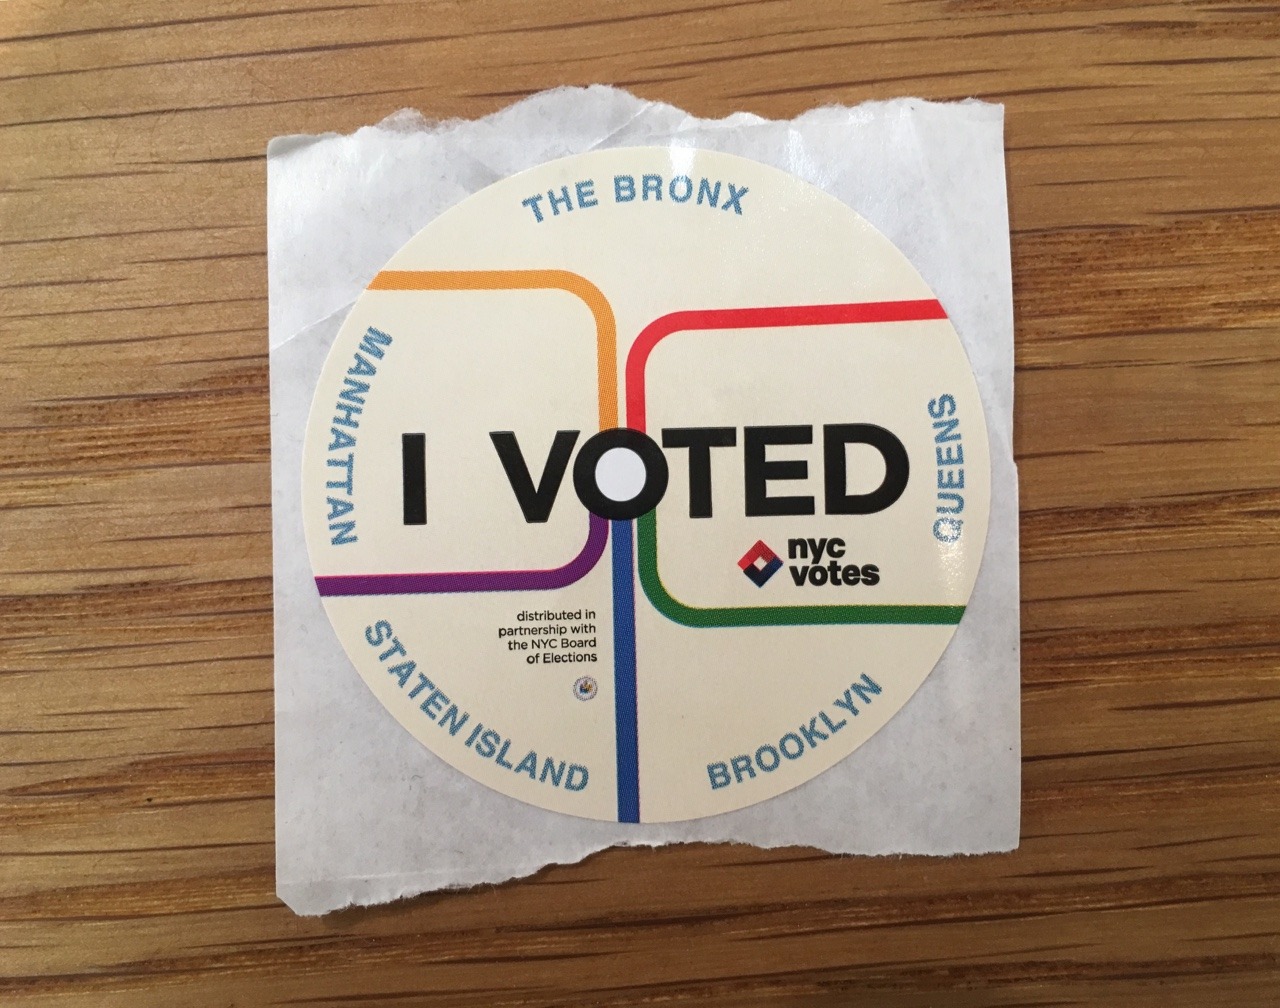 THE BRONX
MANHATTAN
QUEENS
I VOTED
nyc
votes
distributed in
partnership with
the NYC Board
of Elections
STATEN ISLAND
BROOKLYN